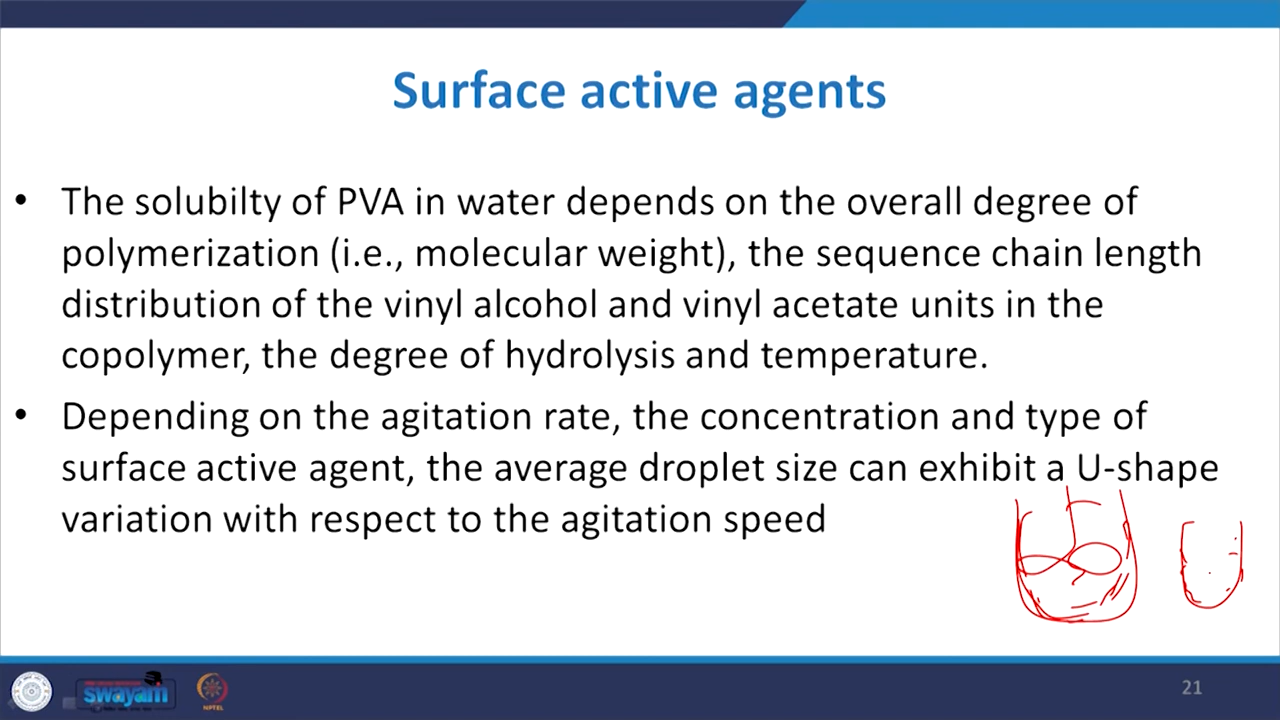 Surface active agents
• The solubilty of PVA in water depends on the overall degree of
polymerization (i.e., molecular weight), the sequence chain length
distribution of the vinyl alcohol and vinyl acetate units in the
copolymer, the degree of hydrolysis and temperature.
• Depending on the agitation rate, the concentration and type of
surface active agent, the average droplet size can exhibit a U-shape
variation with respect to the agitation speed
swayam
NPTEL
21